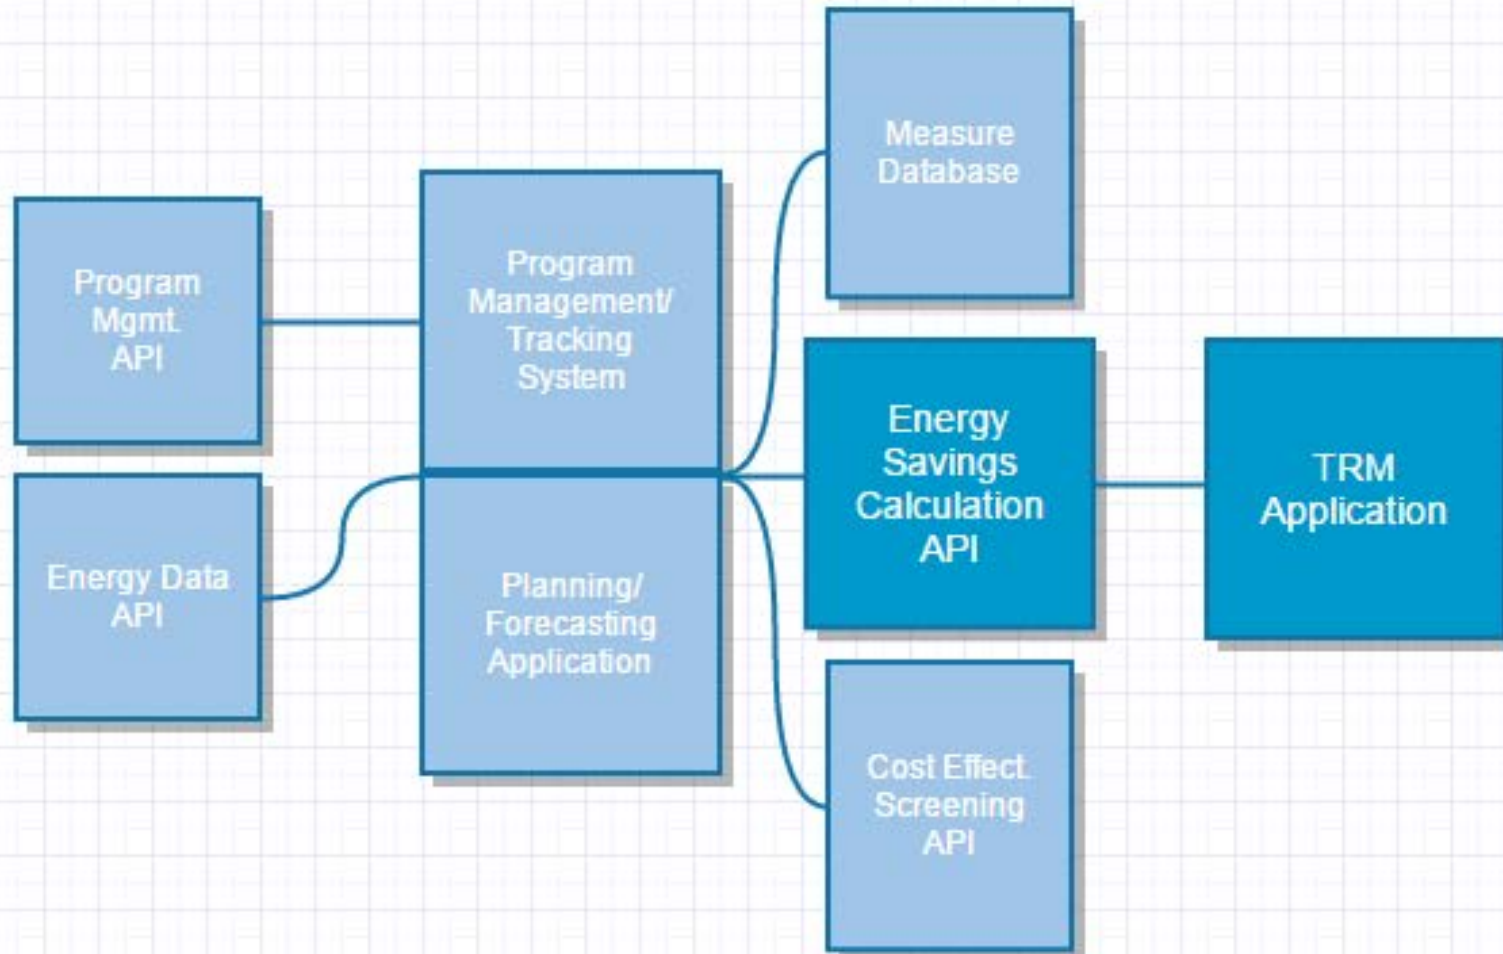 Program
Mgmt.
API
Energy Data
API
Program
Management/
Tracking
System
Planning/
Forecasting
Application
Measure
Database
Energy
Savings
Calculation
API
Cost Effect.
Screening
API
TRM
Application